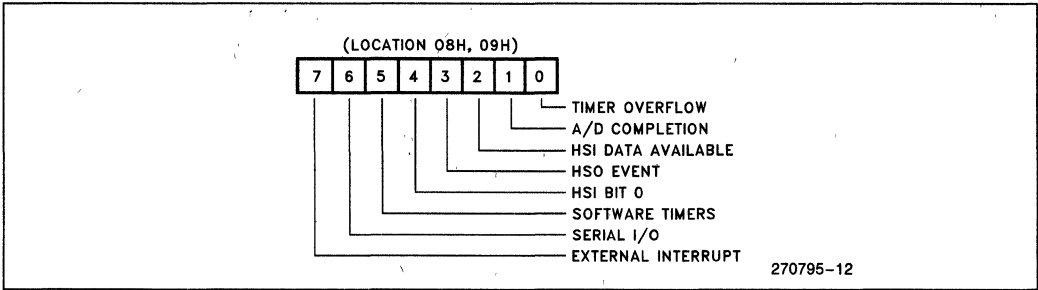 (LOCATION 08H, 09H)
7 6 5 4 3 2 1 0
TIMER OVERFLOW
A/D COMPLETION
HSI DATA AVAILABLE
HSO EVENT
HSI BIT 0
SOFTWARE TIMERS
SERIAL I/O
EXTERNAL INTERRUPT
270795-12